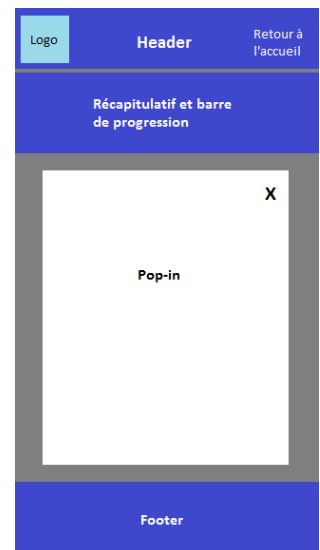 Logo
Header
Retour à
l'accueil
Récapitulatif et barre
de progression
X
Pop-in
Footer